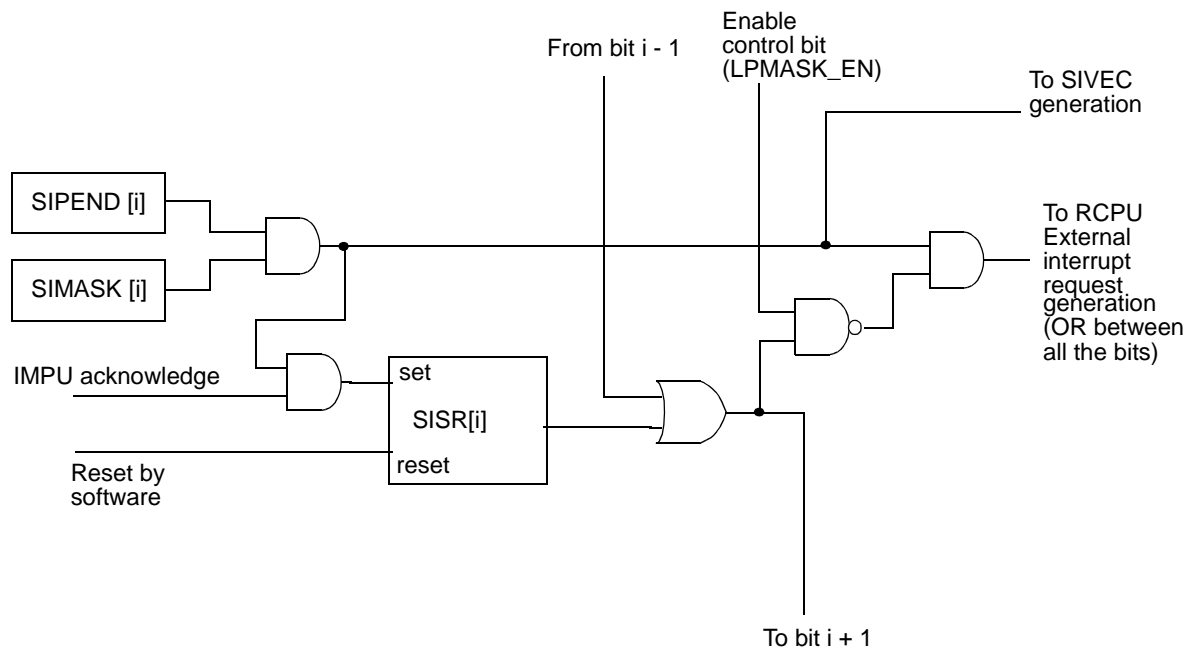 From bit i - 1
Enable
control bit
(LPMASK_EN)
To SIVEC
generation
SIPEND [i]
SIMASK [i]
To RCPU
External
interrupt
request
generation
(OR between
all the bits)
IMPU acknowledge
set
SISR[i]
reset
Reset by
software
To bit i + 1